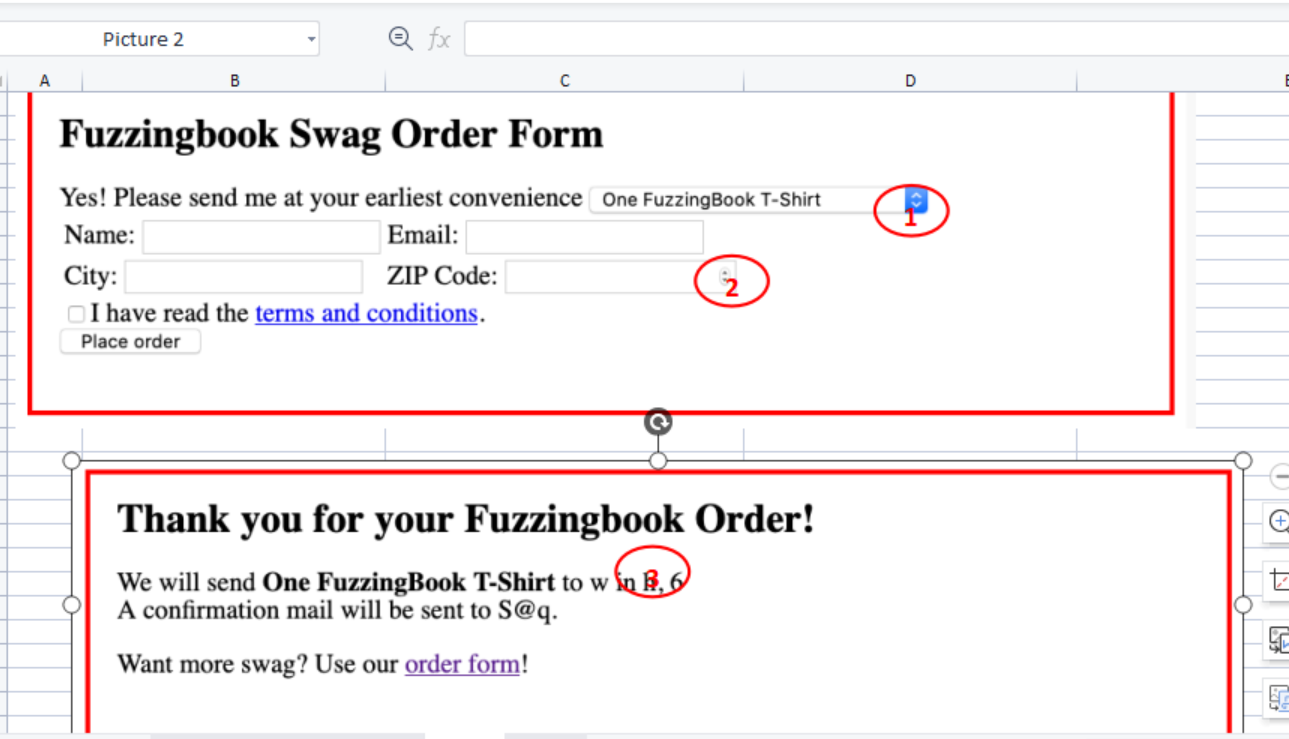 Picture 2
fx
A B C D E
Fuzzingbook Swag Order Form
Yes! Please send me at your earliest convenience One FuzzingBook T-Shirt
1
Name: Email:
City: ZIP Code:
2
I have read the terms and conditions.
Place order
Thank you for your Fuzzingbook Order!
We will send One FuzzingBook T-Shirt to w in h, 6
3
A confirmation mail will be sent to S@q.
Want more swag? Use our order form!